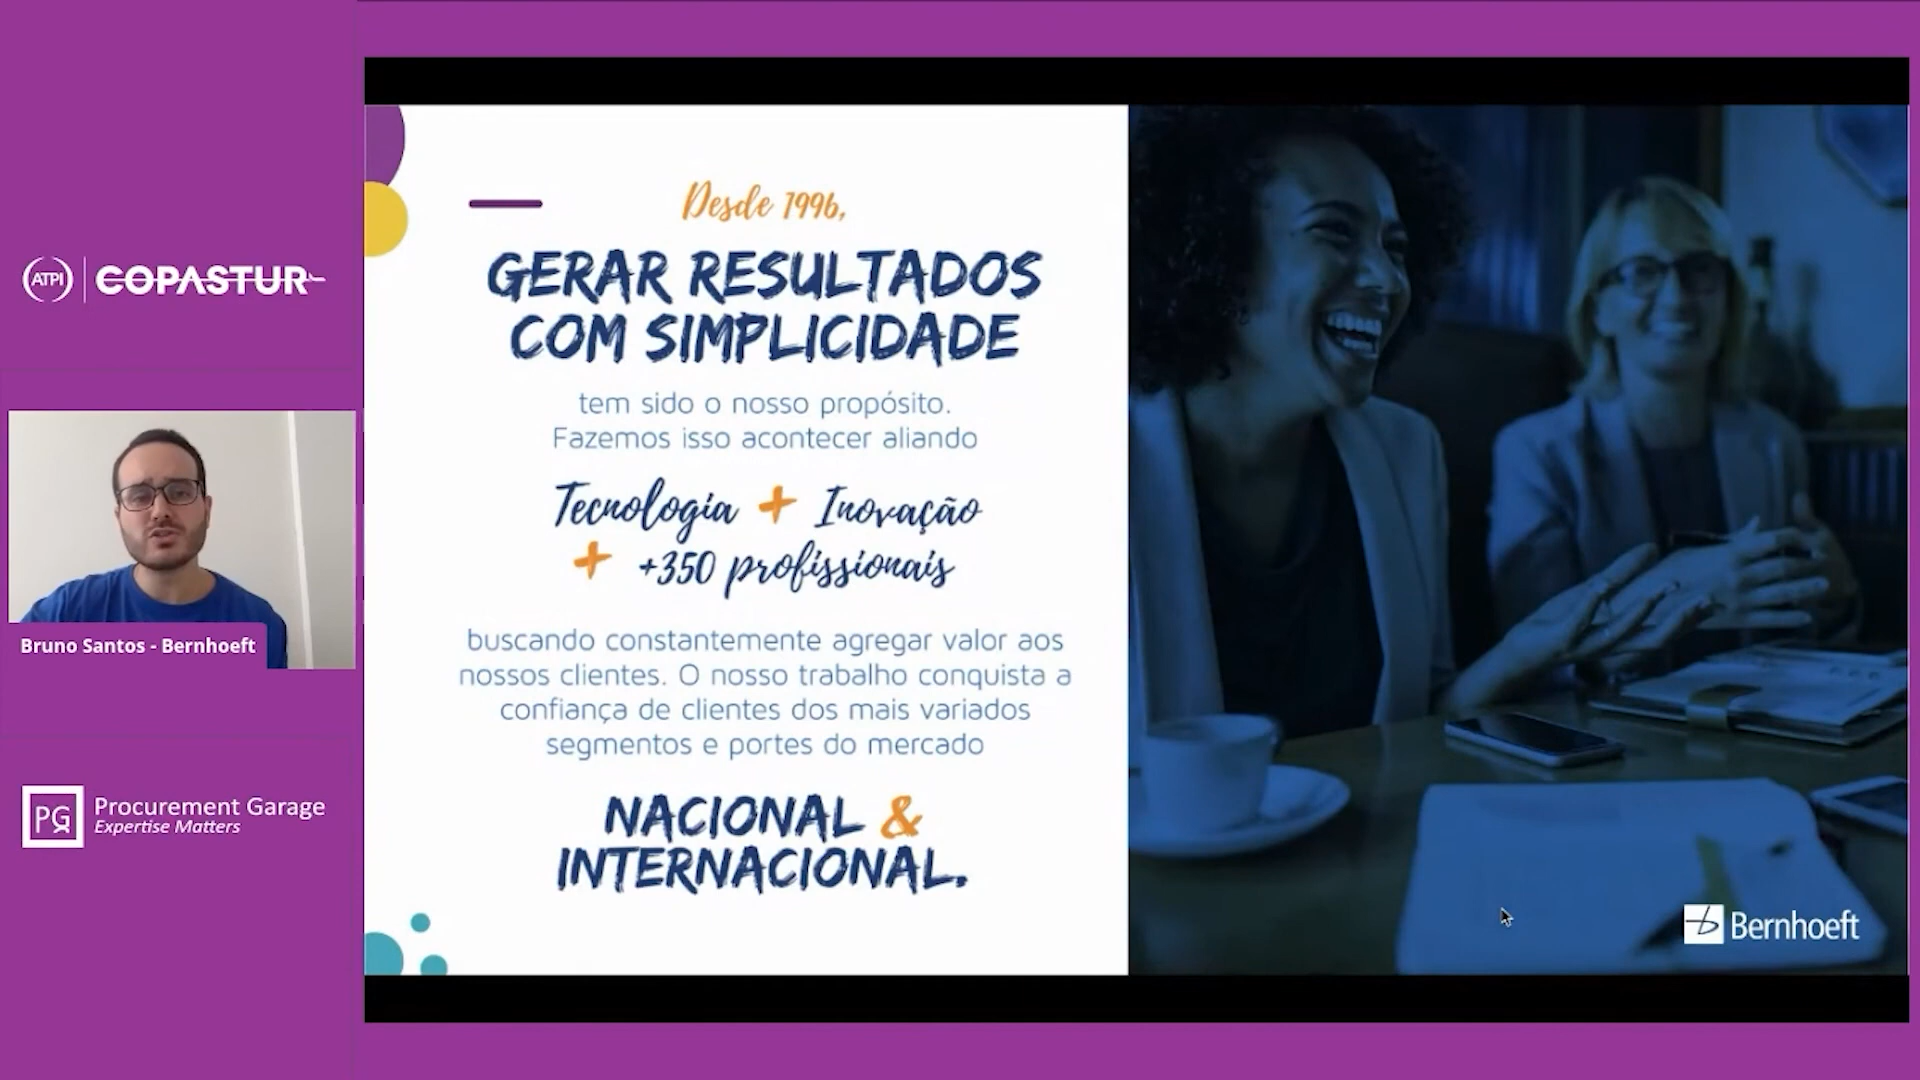 ATPI
COPASTUR
Bruno Santos - Bernhoeft
PG
Procurement Garage
Expertise Matters
Desde 1996,
GERAR RESULTADOS
COM SIMPLICIDADE
tem sido o nosso propósito.
Fazemos isso acontecer aliando
Tecnologia + Inovação
+ +350 profissionais
buscando constantemente agregar valor aos
nossos clientes. O nosso trabalho conquista a
confiança de clientes dos mais variados
segmentos e portes do mercado
NACIONAL &
INTERNACIONAL.
b Bernhoeft